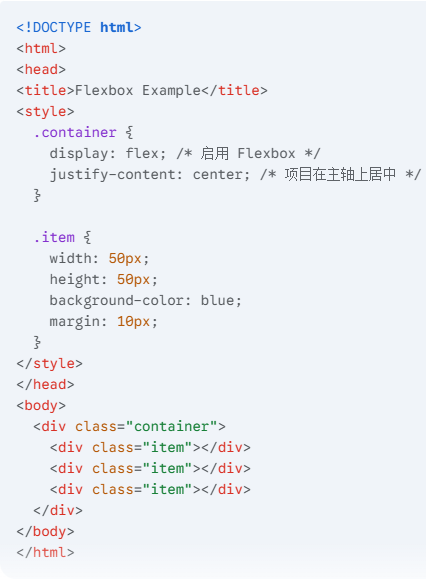 <!DOCTYPE html>
<html>
<head>
<title>Flexbox Example</title>
<style>
  .container {
    display: flex; /* 启用 Flexbox */
    justify-content: center; /* 项目在主轴上居中 */
  }

  .item {
    width: 50px;
    height: 50px;
    background-color: blue;
    margin: 10px;
  }
</style>
</head>
<body>
  <div class="container">
    <div class="item"></div>
    <div class="item"></div>
    <div class="item"></div>
  </div>
</body>
</html>